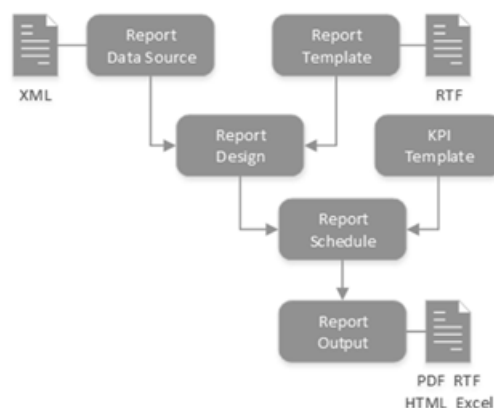 Report
Data Source
Report
Template
XML
RTF
Report
Design
KPI
Template
Report
Schedule
Report
Output
PDF RTF
HTML Excel